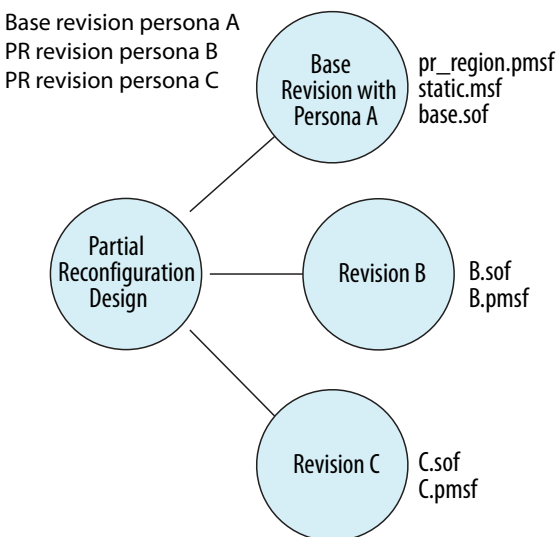 Base revision persona A
PR revision persona B
PR revision persona C
Base
Revision with
Persona A
pr_region.pmsf
static.msf
base.sof
Partial
Reconfiguration
Design
Revision B
B.sof
B.pmsf
Revision C
C.sof
C.pmsf